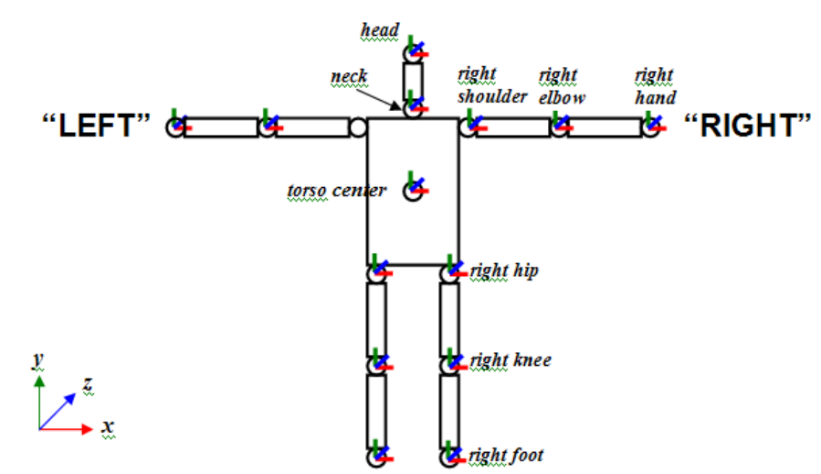 head
neck
right
shoulder
right
elbow
right
hand
“LEFT”
“RIGHT”
torso center
right hip
right knee
right foot
y
z
x